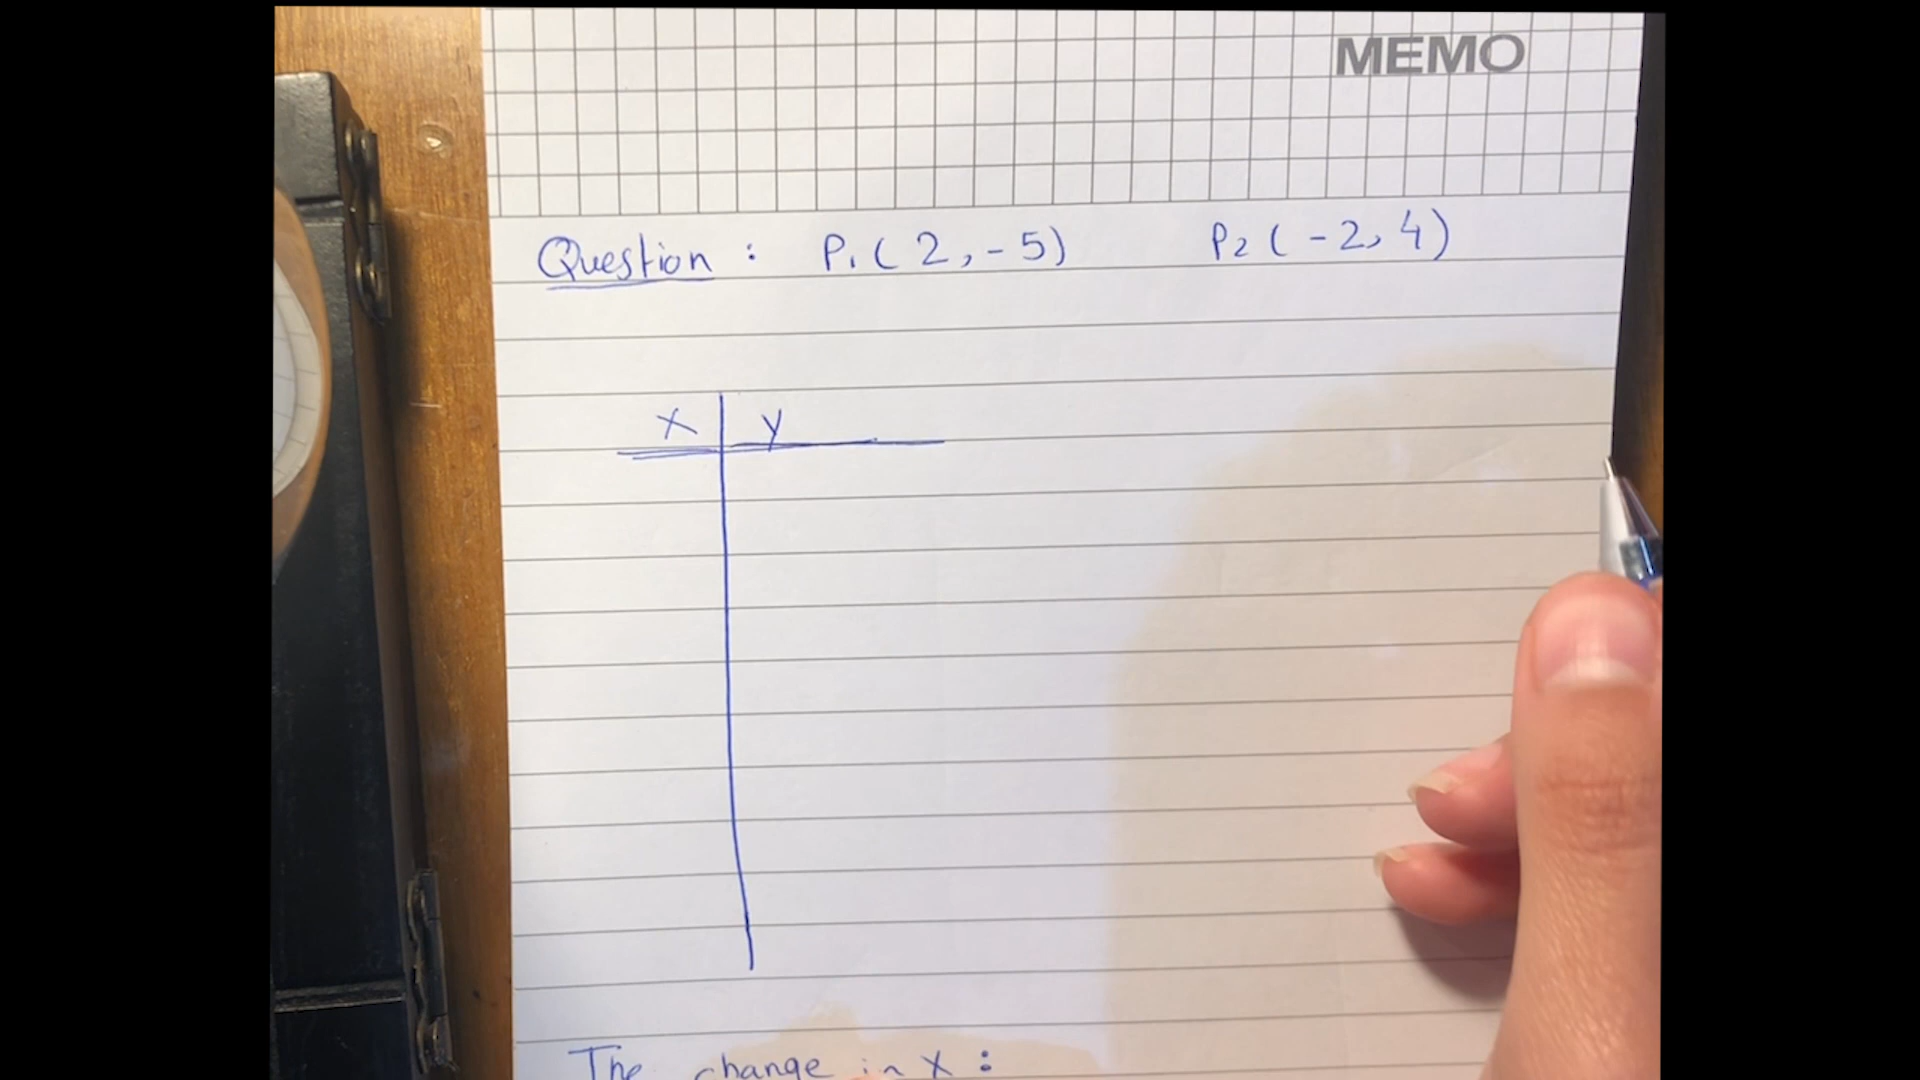 MEMO
Question : P1 ( 2 , - 5 ) P2 ( - 2 , 4 )
x y
The change in x :